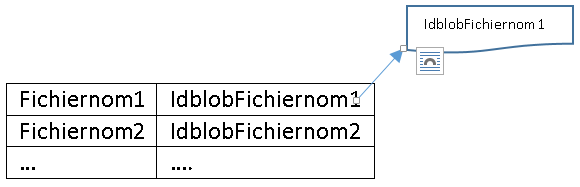 IdblobFichiernom1
Fichiernom1 IdblobFichiernom1
Fichiernom2 IdblobFichiernom2
... ....